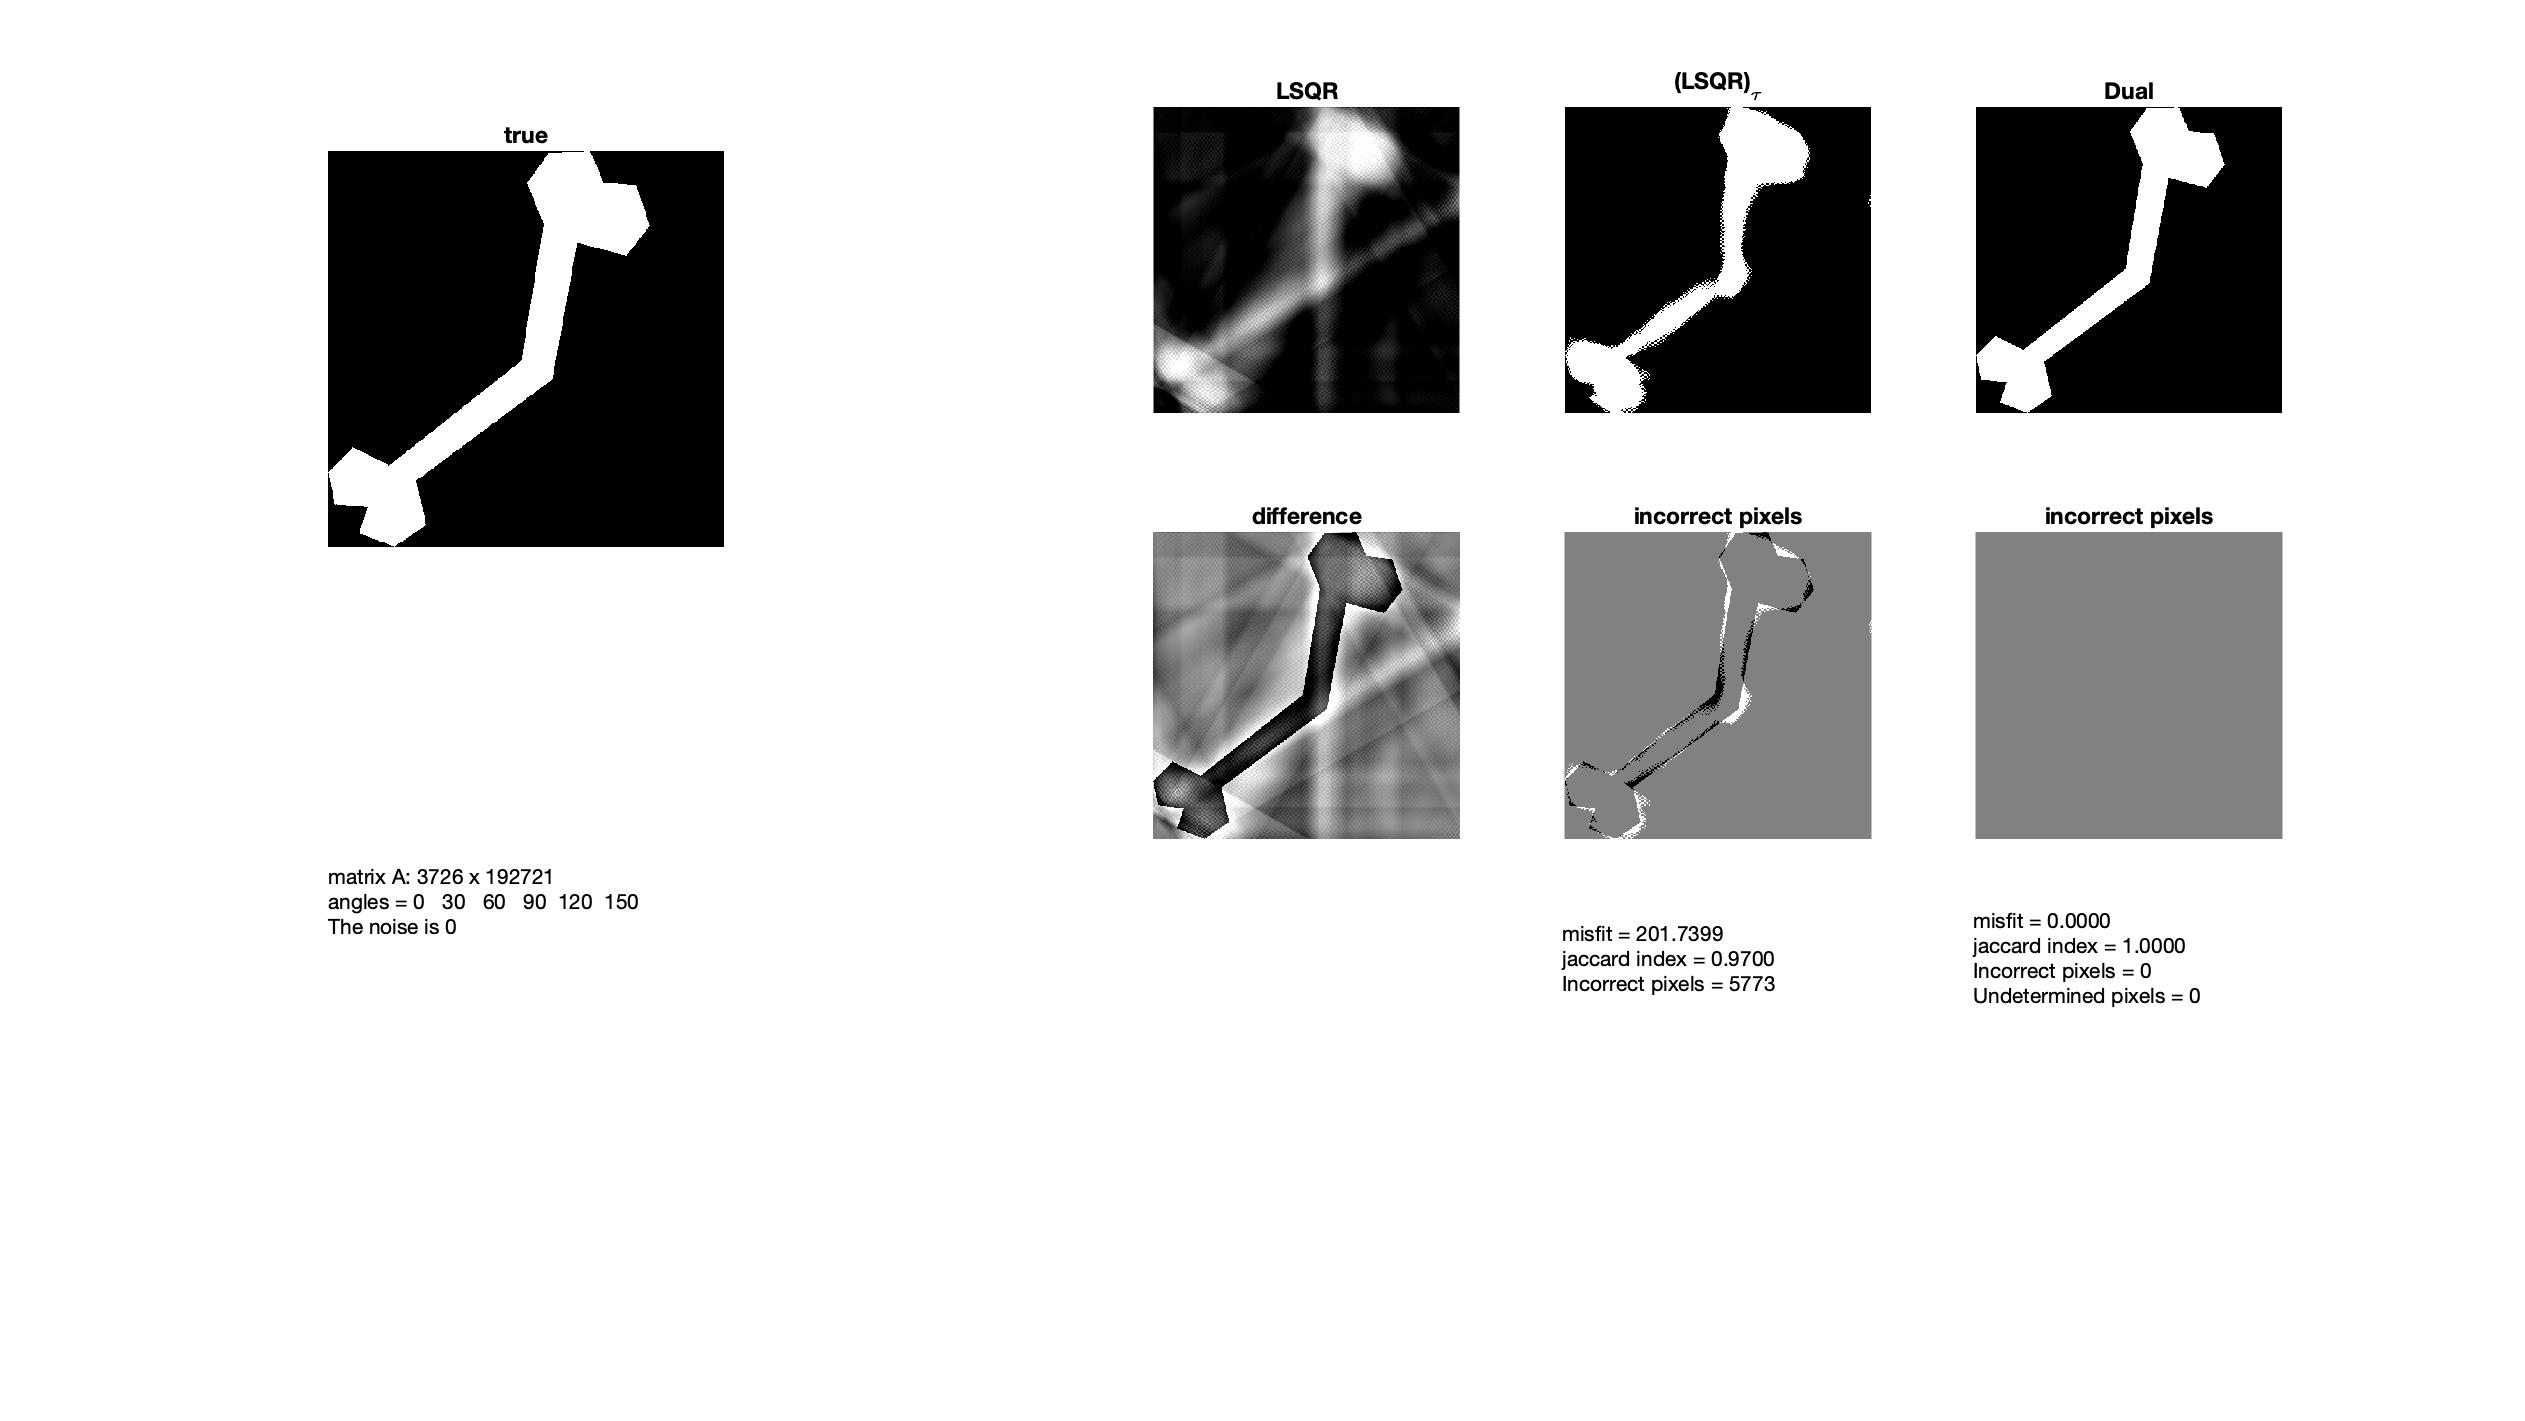 true
LSQR
(LSQR)τ
Dual
difference
incorrect pixels
incorrect pixels
matrix A: 3726 x 192721
angles = 0 30 60 90 120 150
The noise is 0
misfit = 201.7399
jaccard index = 0.9700
Incorrect pixels = 5773
misfit = 0.0000
jaccard index = 1.0000
Incorrect pixels = 0
Undetermined pixels = 0